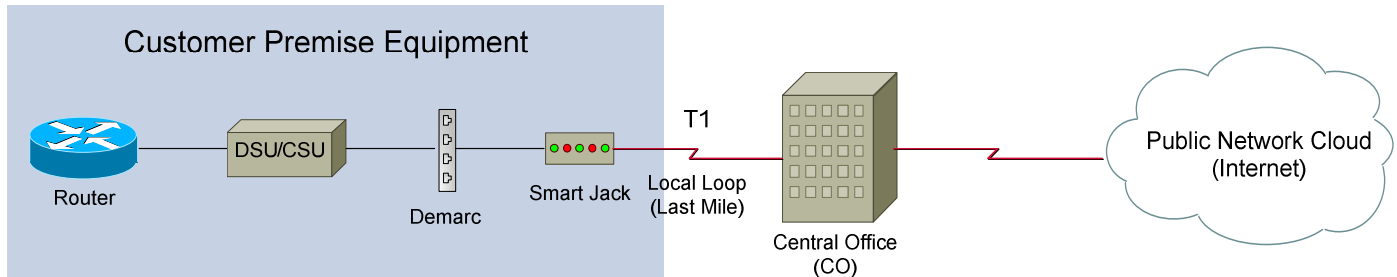 Customer Premise Equipment
Router
DSU/CSU
Demarc
Smart Jack
T1
Local Loop
(Last Mile)
Central Office
(CO)
Public Network Cloud
(Internet)